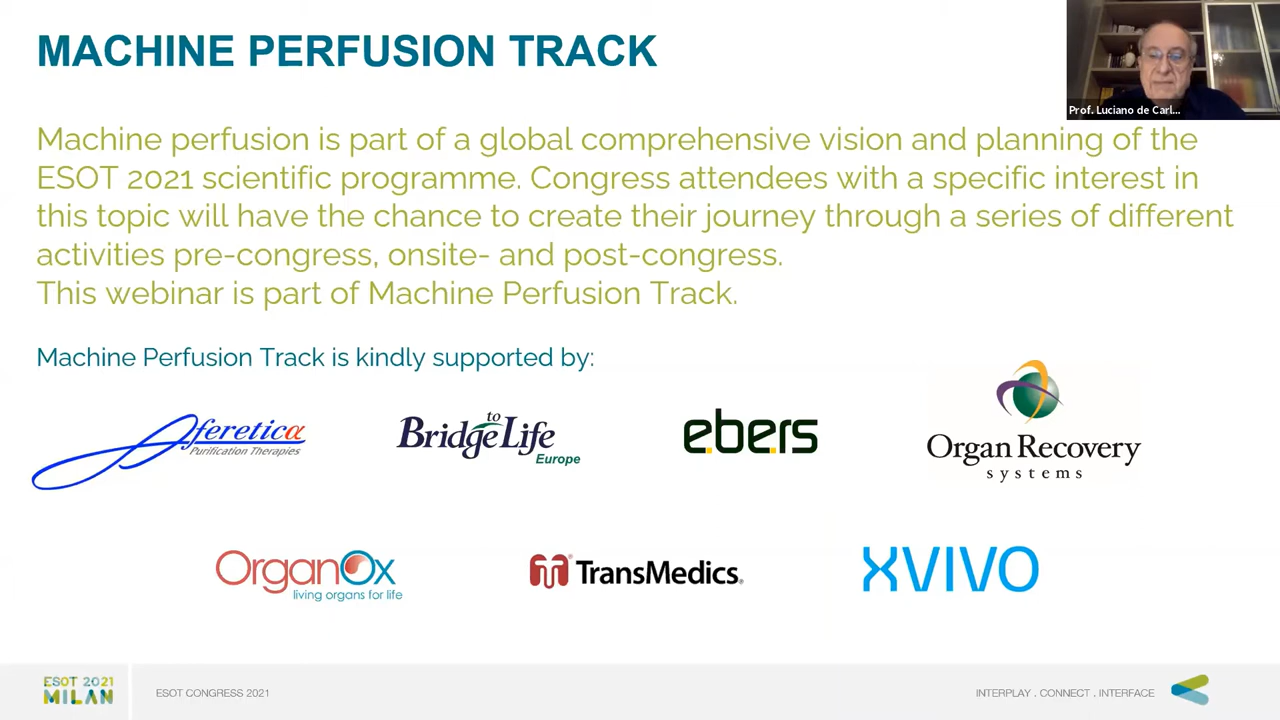 MACHINE PERFUSION TRACK
Prof. Luciano de Carl...
Machine perfusion is part of a global comprehensive vision and planning of the
ESOT 2021 scientific programme. Congress attendees with a specific interest in
this topic will have the chance to create their journey through a series of different
activities pre-congress, onsite- and post-congress.
This webinar is part of Machine Perfusion Track.
Machine Perfusion Track is kindly supported by:
Aferetica
Purification Therapies
Bridge to Life
Europe
ebers
Organ Recovery
systems
OrganOx
living organs for life
TransMedics®
XVIVO
ESOT 2021
MILAN
ESOT CONGRESS 2021
INTERPLAY . CONNECT . INTERFACE